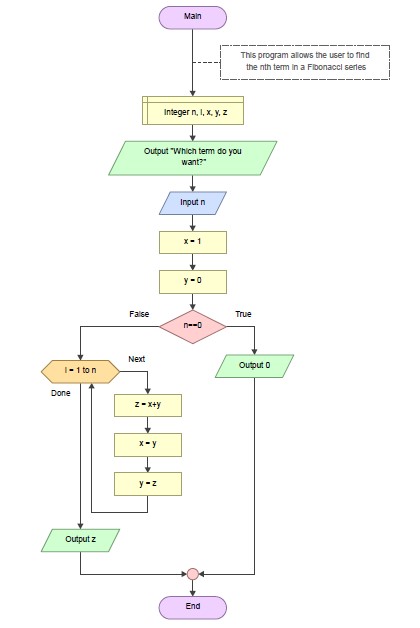 Main
This program allows the user to find
the nth term in a Fibonacci series
Integer n, i, x, y, z
Output "Which term do you
want?"
Input n
x = 1
y = 0
False
True
n==0
i = 1 to n
Next
Output 0
Done
z = x+y
x = y
y = z
Output z
End